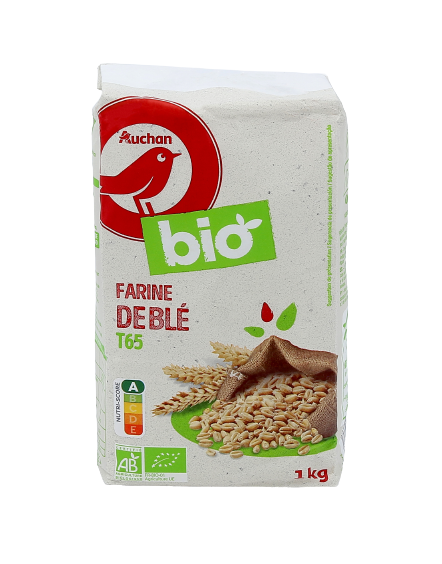 Auchan
bio
FARINE
DE BLÉ
T65
NUTRI-SCORE
A
B
C
D
E
AB
1 kg